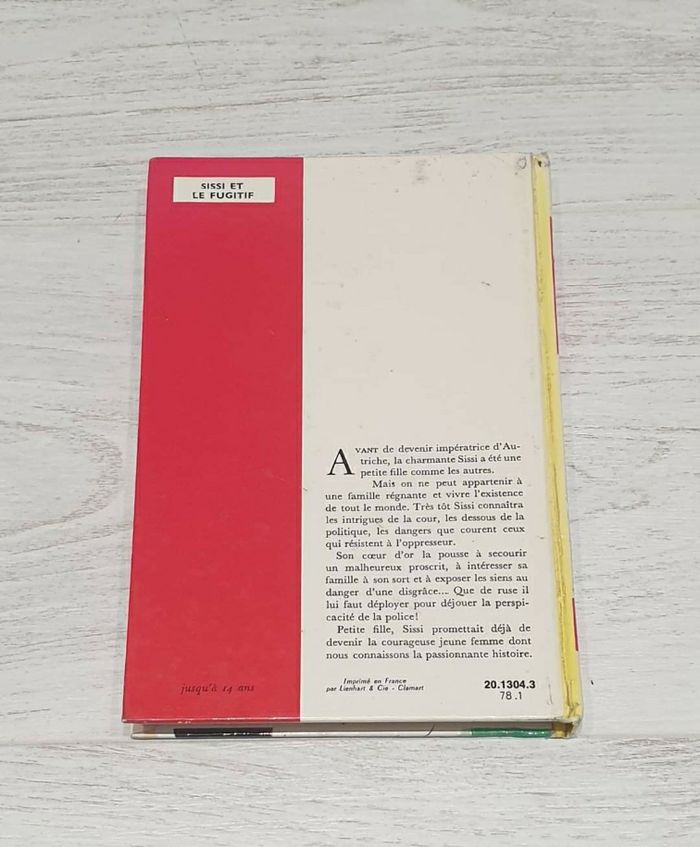 SISSI ET
LE FUGITIF
AVANT de devenir impératrice d'Au-
triche, la charmante Sissi a été une
petite fille comme les autres.
Mais on ne peut appartenir à
une famille régnante et vivre l'existence
de tout le monde. Très tôt Sissi connaîtra
les intrigues de la cour, les dessous de la
politique, les dangers que courent ceux
qui résistent à l'oppresseur.
Son cœur d'or la pousse à secourir
un malheureux proscrit, à intéresser sa
famille à son sort et à exposer les siens au
danger d'une disgrâce... Que de ruse il
lui faut déployer pour déjouer la perspi-
cacité de la police!
Petite fille, Sissi promettait déjà de
devenir la courageuse jeune femme dont
nous connaissons la passionnante histoire.
jusqu'à 14 ans
Imprimé en France
par Lienhart & Cie - Clamart
20.1304.3
78.1